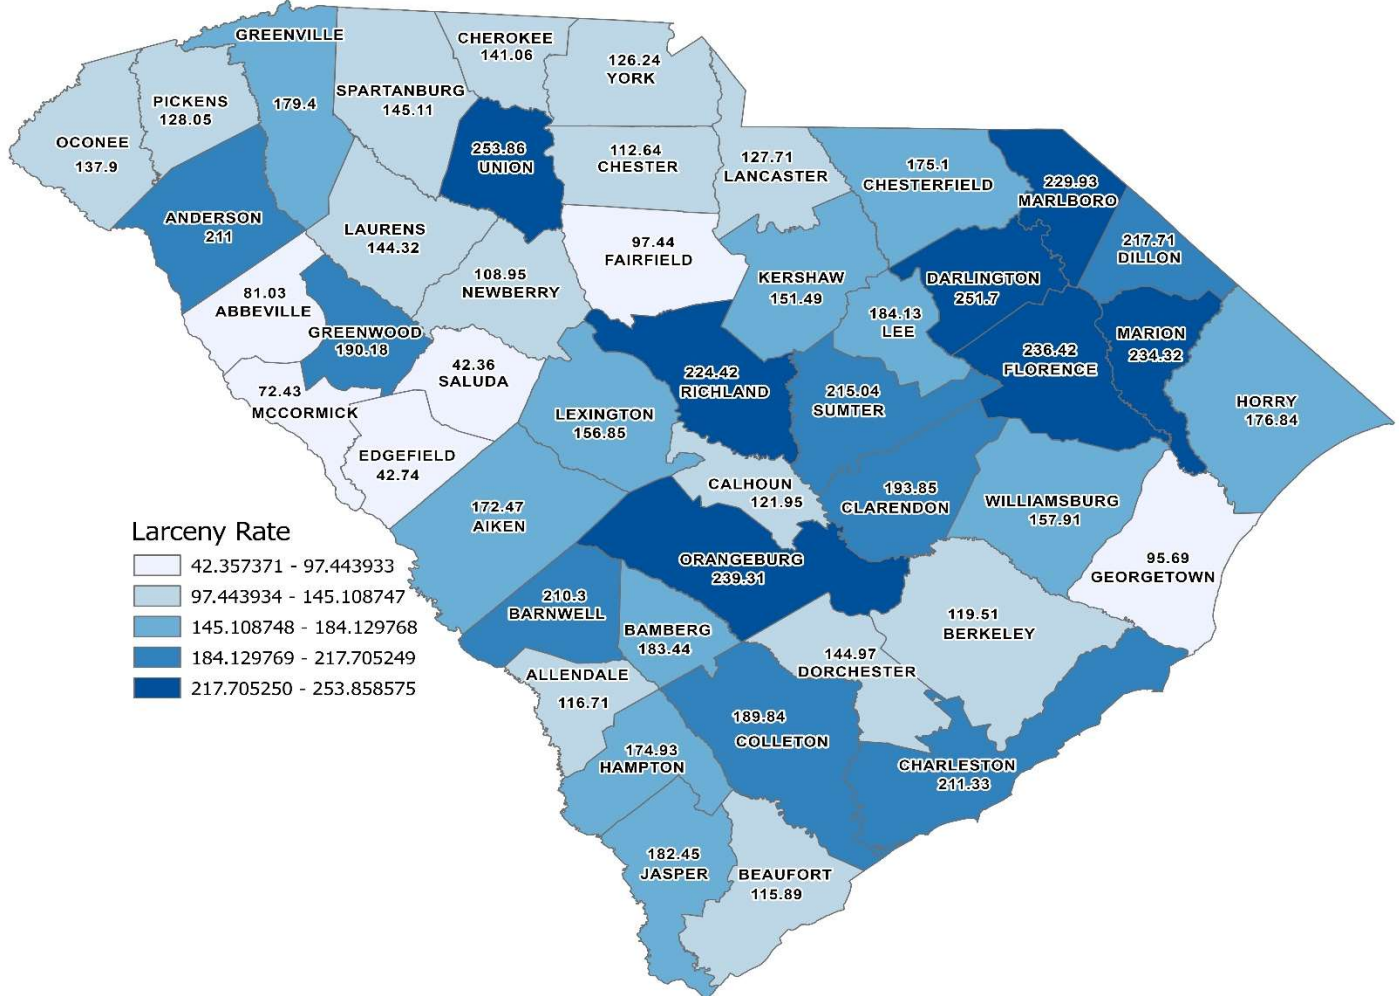 GREENVILLE
179.4
CHEROKEE
141.06
126.24
YORK
SPARTANBURG
145.11
PICKENS
128.05
OCONEE
137.9
253.86
UNION
112.64
CHESTER
127.71
LANCASTER
175.1
CHESTERFIELD
229.93
MARLBORO
ANDERSON
211
LAURENS
144.32
217.71
DILLON
97.44
FAIRFIELD
108.95
NEWBERRY
KERSHAW
151.49
DARLINGTON
251.7
81.03
ABBEVILLE
GREENWOOD
190.18
184.13
LEE
MARION
234.32
236.42
FLORENCE
42.36
SALUDA
224.42
RICHLAND
215.04
SUMTER
72.43
MCCORMICK
LEXINGTON
156.85
HORRY
176.84
EDGEFIELD
42.74
CALHOUN
121.95
193.85
CLARENDON
WILLIAMSBURG
157.91
172.47
AIKEN
ORANGEBURG
239.31
95.69
GEORGETOWN
210.3
BARNWELL
BAMBERG
183.44
119.51
BERKELEY
144.97
DORCHESTER
ALLENDALE
116.71
189.84
COLLETON
174.93
HAMPTON
CHARLESTON
211.33
182.45
JASPER
BEAUFORT
115.89
Larceny Rate
42.357371 - 97.443933
97.443934 - 145.108747
145.108748 - 184.129768
184.129769 - 217.705249
217.705250 - 253.858575